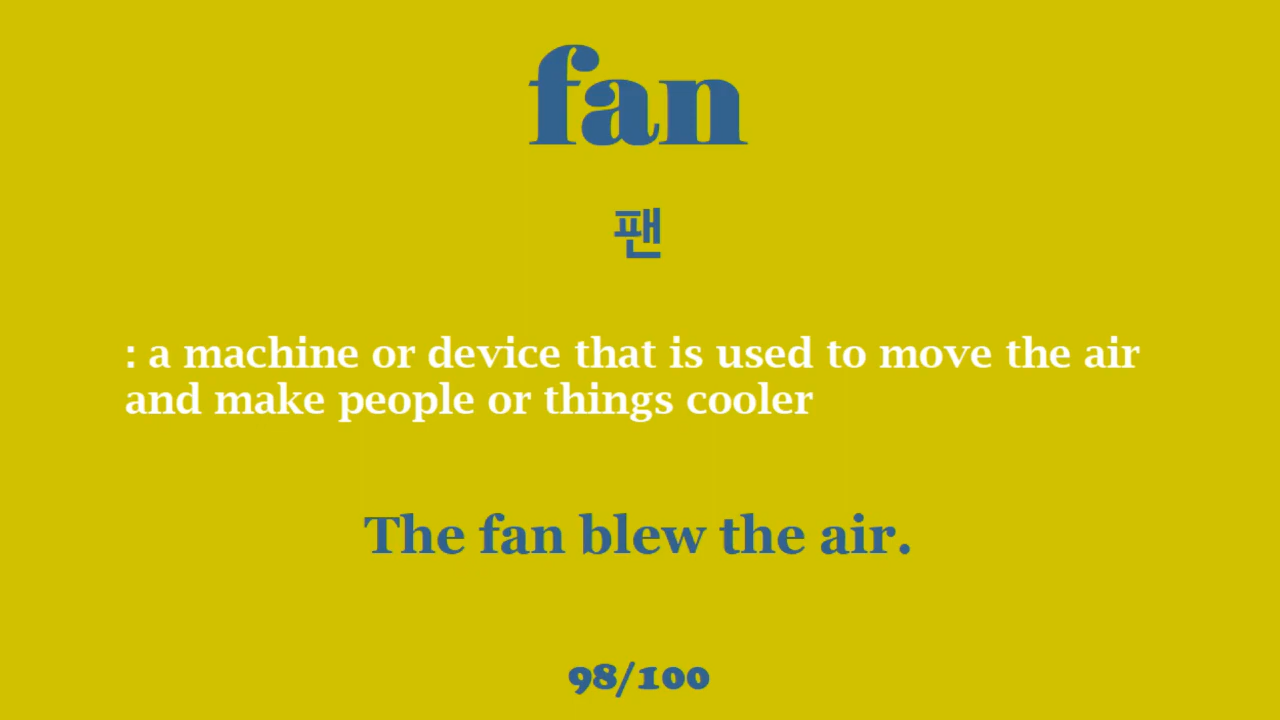 fan
팬
: a machine or device that is used to move the air
and make people or things cooler
The fan blew the air.
98/100